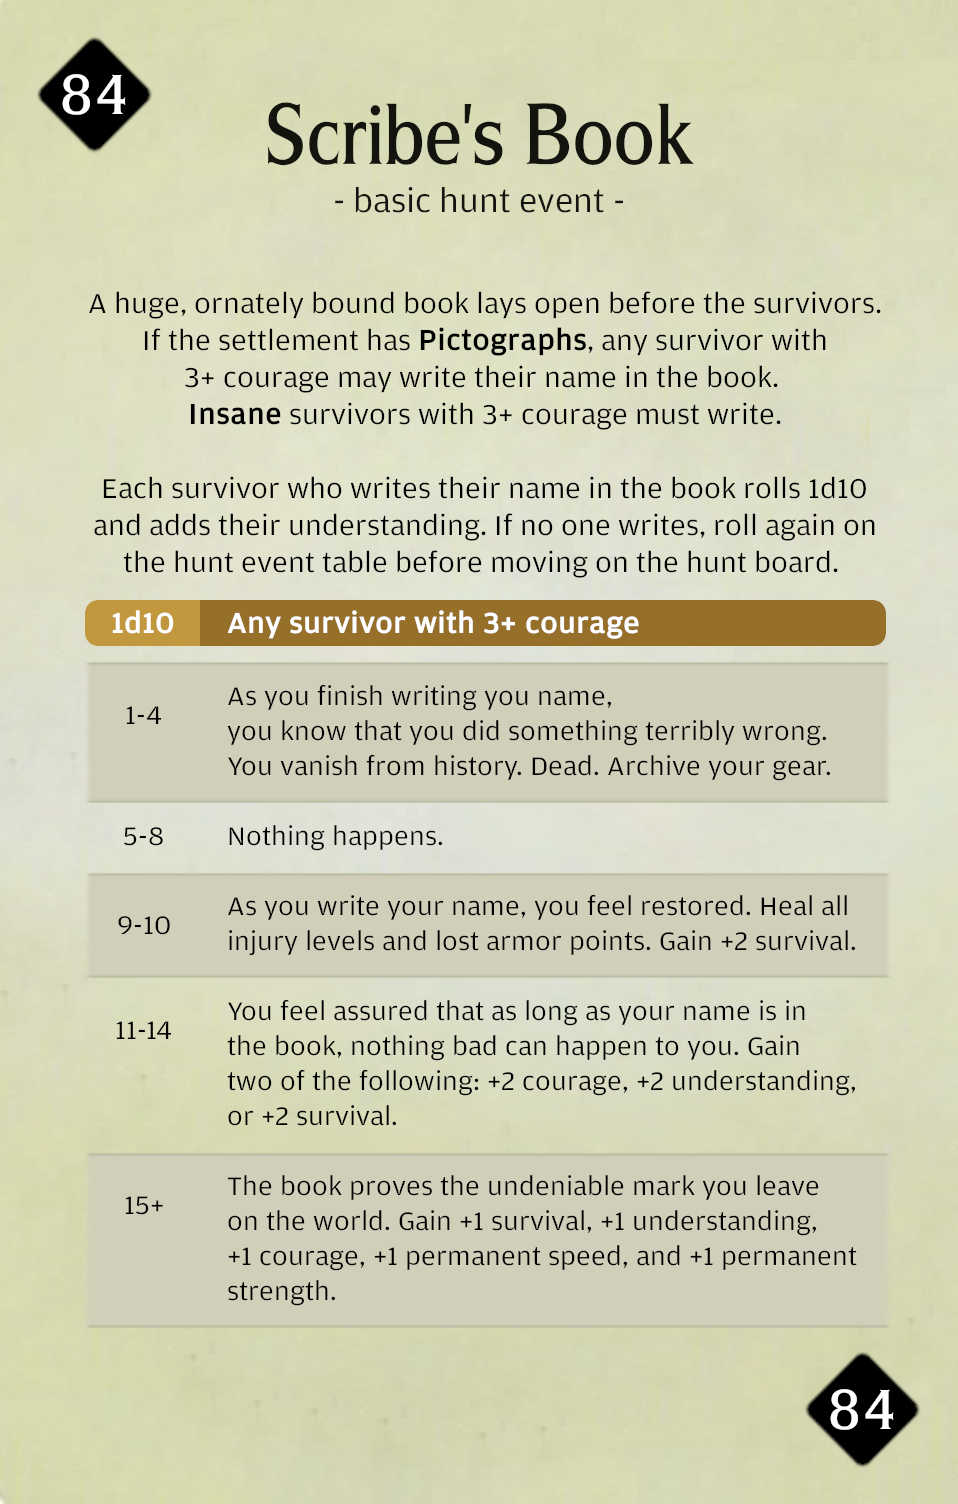 84
Scribe's Book
- basic hunt event -
A huge, ornately bound book lays open before the survivors.
If the settlement has Pictographs, any survivor with
3+ courage may write their name in the book.
Insane survivors with 3+ courage must write.
Each survivor who writes their name in the book rolls 1d10
and adds their understanding. If no one writes, roll again on
the hunt event table before moving on the hunt board.
1d10 Any survivor with 3+ courage
1-4
As you finish writing you name,
you know that you did something terribly wrong.
You vanish from history. Dead. Archive your gear.
5-8 Nothing happens.
9-10
As you write your name, you feel restored. Heal all
injury levels and lost armor points. Gain +2 survival.
11-14
You feel assured that as long as your name is in
the book, nothing bad can happen to you. Gain
two of the following: +2 courage, +2 understanding,
or +2 survival.
15+
The book proves the undeniable mark you leave
on the world. Gain +1 survival, +1 understanding,
+1 courage, +1 permanent speed, and +1 permanent
strength.
84